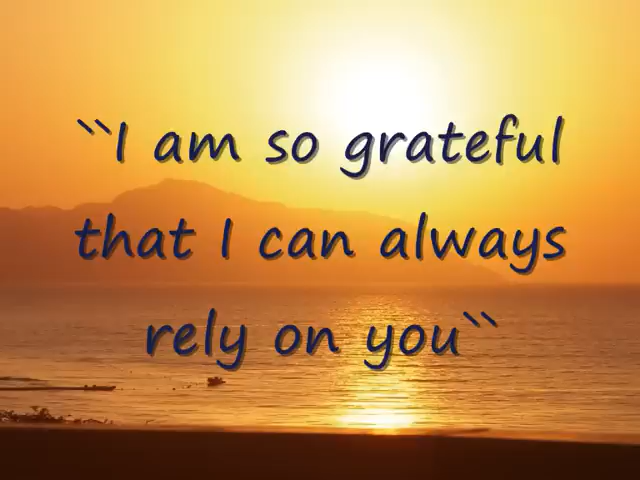 ``I am so grateful
that I can always
rely on you``